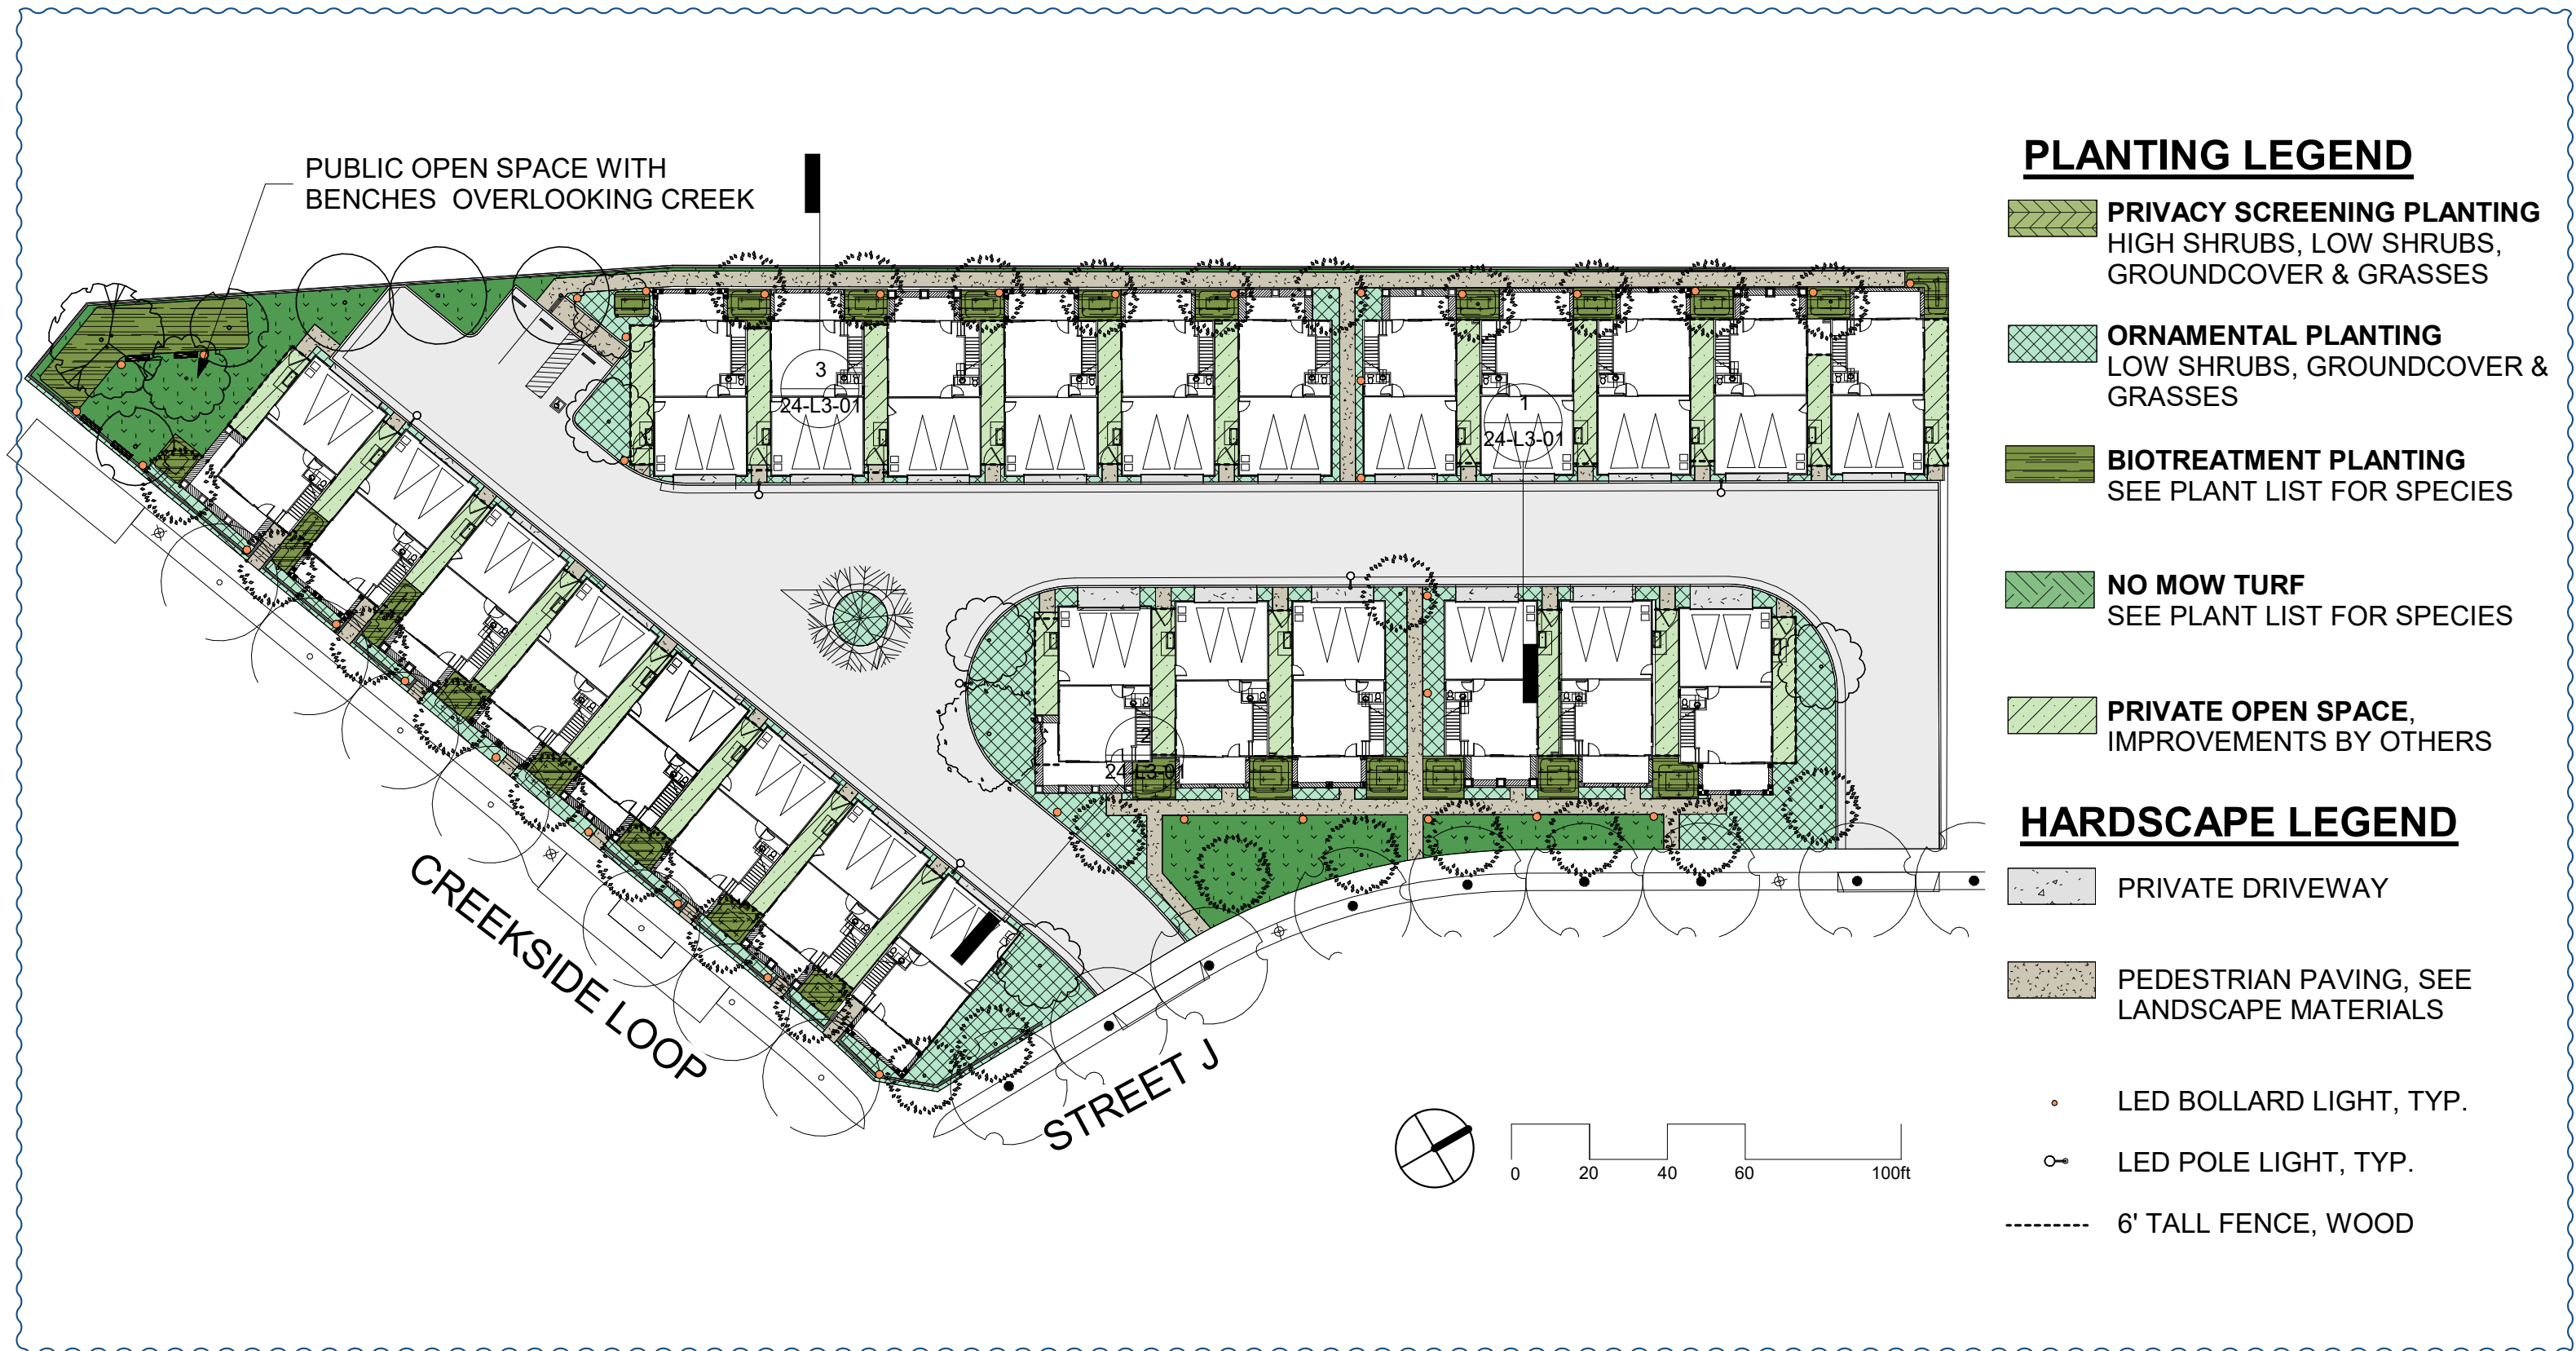 PUBLIC OPEN SPACE WITH
BENCHES OVERLOOKING CREEK
3
24-L3-01
1
24-L3-01
2
24-L3-01
CREEKSIDE LOOP
STREET J
0 20 40 60 100ft
PLANTING LEGEND
PRIVACY SCREENING PLANTING
HIGH SHRUBS, LOW SHRUBS,
GROUNDCOVER & GRASSES
ORNAMENTAL PLANTING
LOW SHRUBS, GROUNDCOVER &
GRASSES
BIOTREATMENT PLANTING
SEE PLANT LIST FOR SPECIES
NO MOW TURF
SEE PLANT LIST FOR SPECIES
PRIVATE OPEN SPACE,
IMPROVEMENTS BY OTHERS
HARDSCAPE LEGEND
PRIVATE DRIVEWAY
PEDESTRIAN PAVING, SEE
LANDSCAPE MATERIALS
LED BOLLARD LIGHT, TYP.
LED POLE LIGHT, TYP.
6' TALL FENCE, WOOD